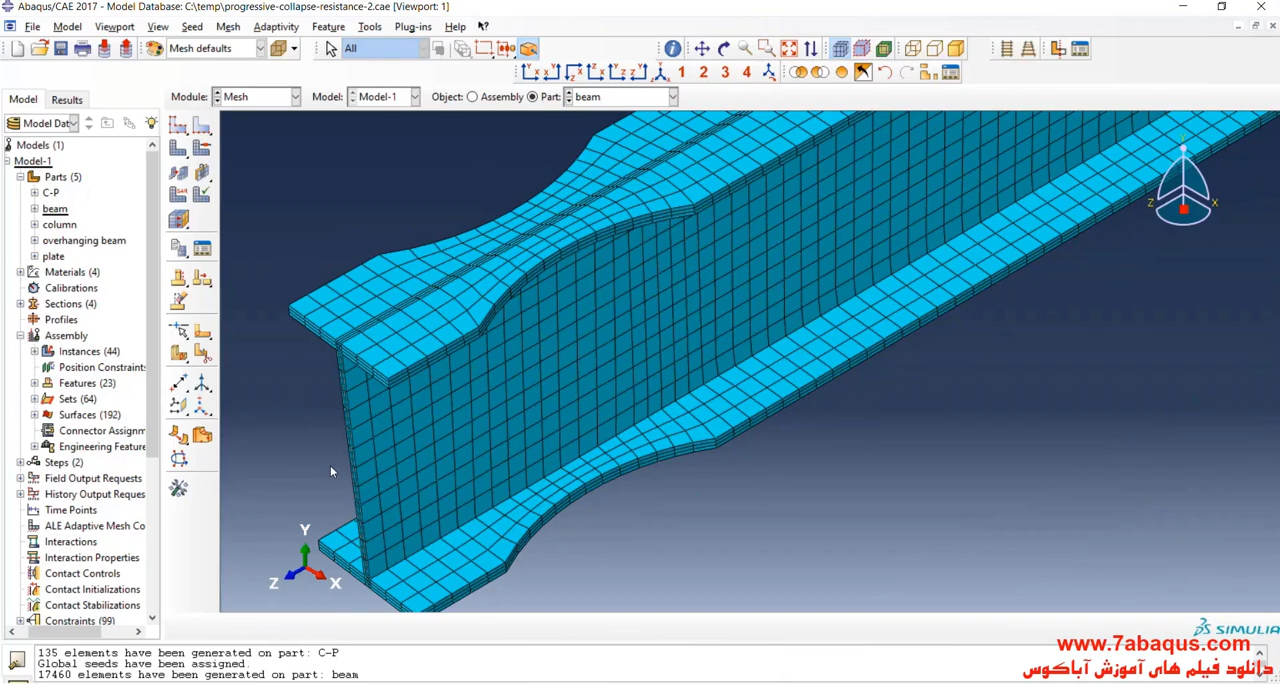 Abaqus/CAE 2017 - Model Database: C:\temp\progressive-collapse-resistance-2.cae [Viewport: 1]
File Model Viewport View Seed Mesh Adaptivity Feature Tools Plug-ins Help
Mesh defaults All
1 2 3 4
Model Results Module: Mesh Model: Model-1 Object: Assembly Part: beam
Model Dat
Models (1)
Model-1
Parts (5)
C-P
beam
column
overhanging beam
plate
Materials (4)
Calibrations
Sections (4)
Profiles
Assembly
Instances (44)
Position Constraints
Features (23)
Sets (64)
Surfaces (192)
Connector Assignm
Engineering Feature
Steps (2)
Field Output Requests
History Output Reques
Time Points
ALE Adaptive Mesh Co
Interactions
Interaction Properties
Contact Controls
Contact Initializations
Contact Stabilizations
Constraints (99)
Y
Z X
Y
Z X
SIMULIA
135 elements have been generated on part: C-P
Global seeds have been assigned.
17460 elements have been generated on part: beam
www.7abaqus.com
دانلود فیلم های آموزش آباکوس